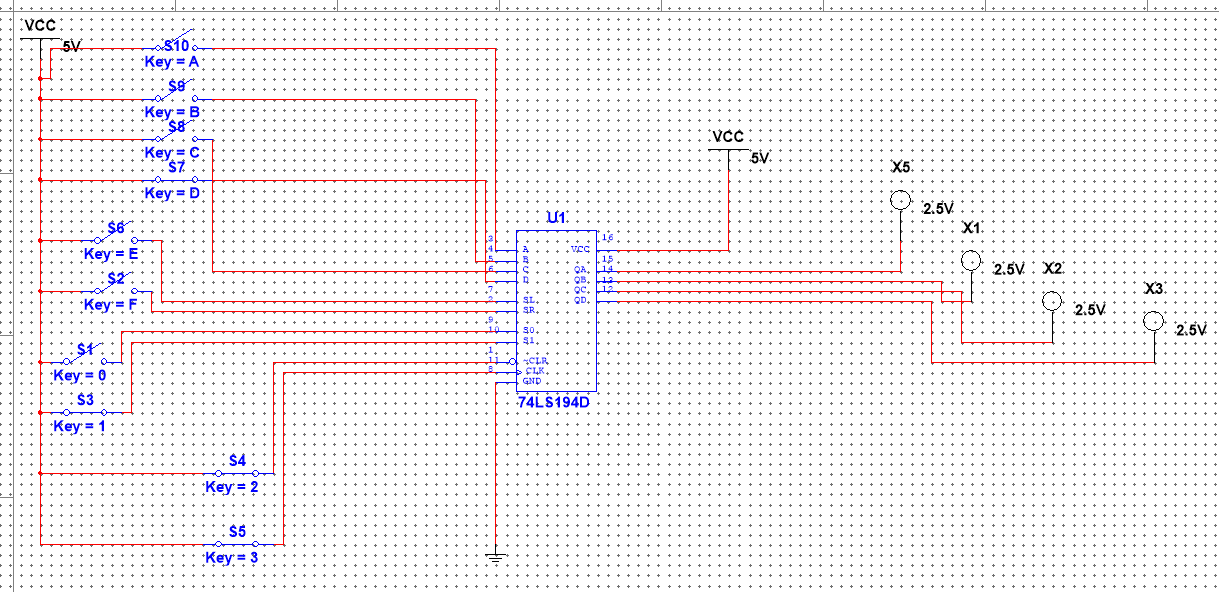 VCC
5V
S10
Key = A
S9
Key = B
S8
Key = C
S7
Key = D
S6
Key = E
S2
Key = F
S1
Key = 0
S3
Key = 1
S4
Key = 2
S5
Key = 3
U1
3
4
5
6
7
2
9
10
1
11
8
A
B
C
D
SL
SR
S0
S1
~CLR
CLK
GND
VCC
QA
QB
QC
QD
16
15
14
13
12
74LS194D
VCC
5V
X5
2.5V
X1
2.5V
X2
2.5V
X3
2.5V